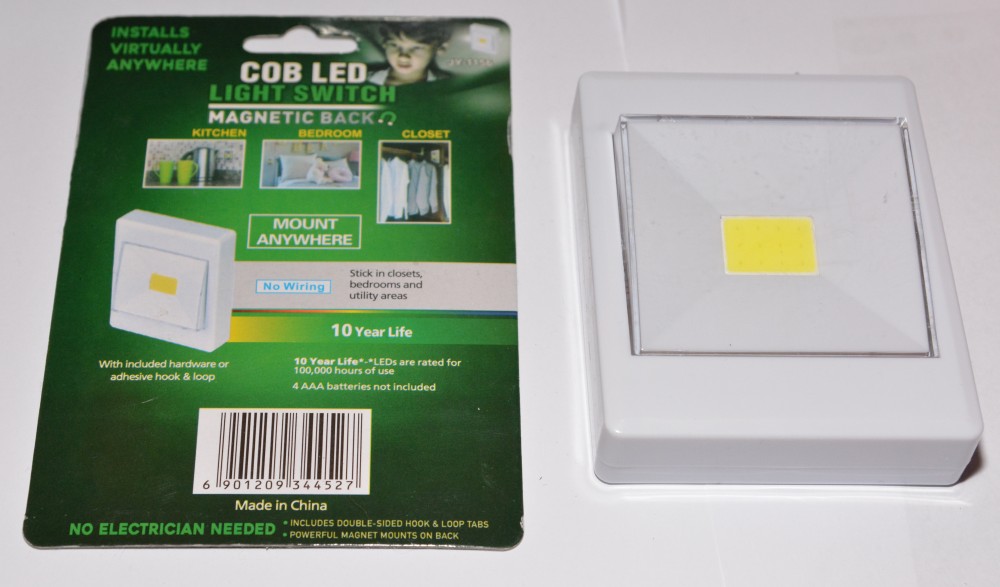 INSTALLS
VIRTUALLY
ANYWHERE
JY-1156
COB LED
LIGHT SWITCH
MAGNETIC BACK
KITCHEN
BEDROOM
CLOSET
MOUNT
ANYWHERE
No Wiring
Stick in closets,
bedrooms and
utility areas
10 Year Life
With included hardware or
adhesive hook & loop
10 Year Life*-*LEDs are rated for
100,000 hours of use
4 AAA batteries not included
6 901209 344527
Made in China
NO ELECTRICIAN NEEDED
• INCLUDES DOUBLE-SIDED HOOK & LOOP TABS
• POWERFUL MAGNET MOUNTS ON BACK